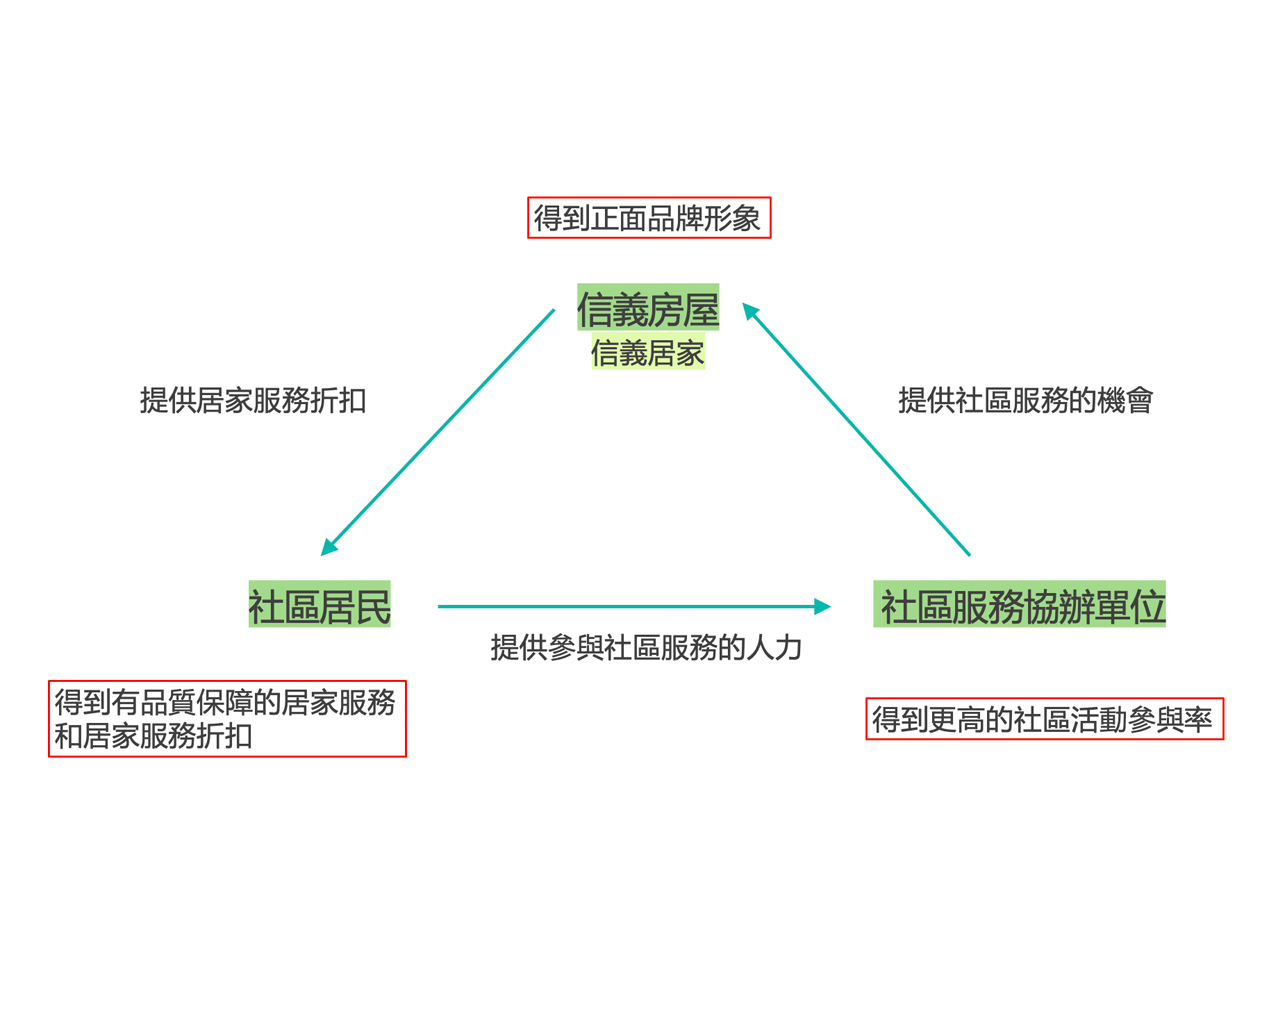 得到正面品牌形象
信義房屋
信義居家
提供居家服務折扣
提供社區服務的機會
社區居民
社區服務協辦單位
提供參與社區服務的人力
得到有品質保障的居家服務
和居家服務折扣
得到更高的社區活動參與率